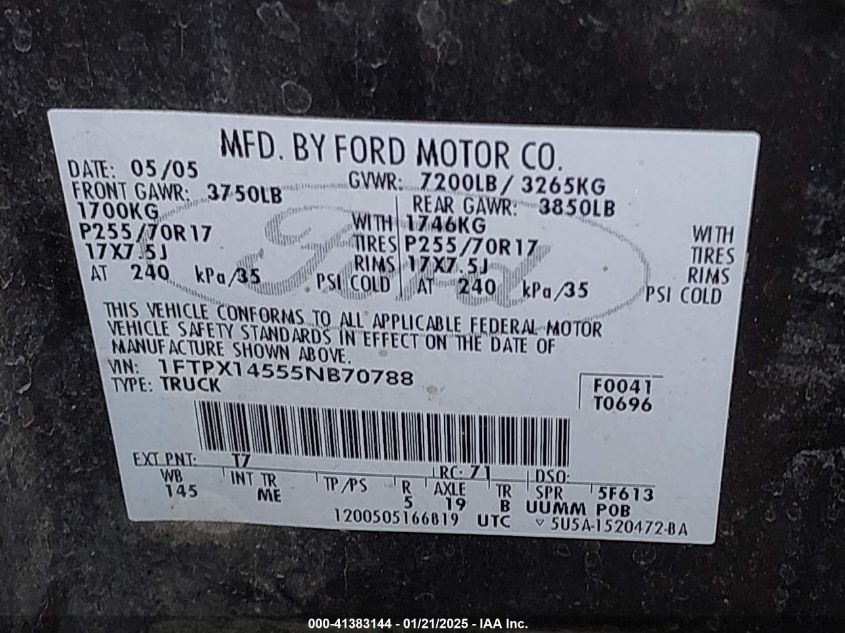 MFD. BY FORD MOTOR CO.
DATE: 05/05 GVWR: 7200LB / 3265KG
FRONT GAWR: 3750LB REAR GAWR: 3850LB
1700KG WITH 1746KG WITH
P255/70R17 TIRES P255/70R17 TIRES
17X7.5J RIMS 17X7.5J RIMS
AT 240 kPa/35 PSI COLD AT 240 kPa/35 PSI COLD
Ford
THIS VEHICLE CONFORMS TO ALL APPLICABLE FEDERAL MOTOR
VEHICLE SAFETY STANDARDS IN EFFECT ON THE DATE OF
MANUFACTURE SHOWN ABOVE.
VIN: 1FTPX14555NB70788
TYPE: TRUCK
F0041
T0696
EXT PNT: T7 LRC: 71 DSO:
WB INT TR TP/PS R AXLE TR SPR 5F613
145 ME 5 19 B UUMM POB
1200505166819 UTC ▽ 5U5A-1520472-BA
000-41383144 - 01/21/2025 - IAA Inc.